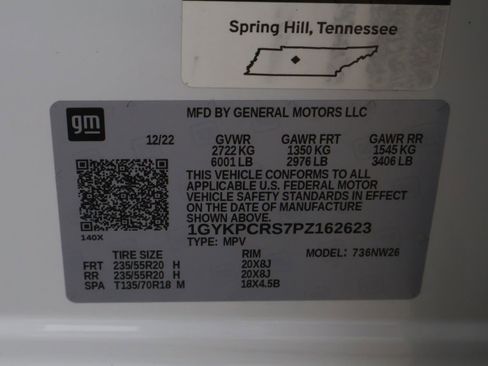 Spring Hill, Tennessee
gm
MFD BY GENERAL MOTORS LLC
12/22 GVWR GAWR FRT GAWR RR
2722 KG 1350 KG 1545 KG
6001 LB 2976 LB 3406 LB
THIS VEHICLE CONFORMS TO ALL
APPLICABLE U.S. FEDERAL MOTOR
VEHICLE SAFETY STANDARDS IN EFFECT
ON THE DATE OF MANUFACTURE
SHOWN ABOVE.
1GYKPCRS7PZ162623
140X
TYPE: MPV MODEL: 736NW26
TIRE SIZE RIM
FRT 235/55R20 H 20X8J
RR 235/55R20 H 20X8J
SPA T135/70R18 M 18X4.5B